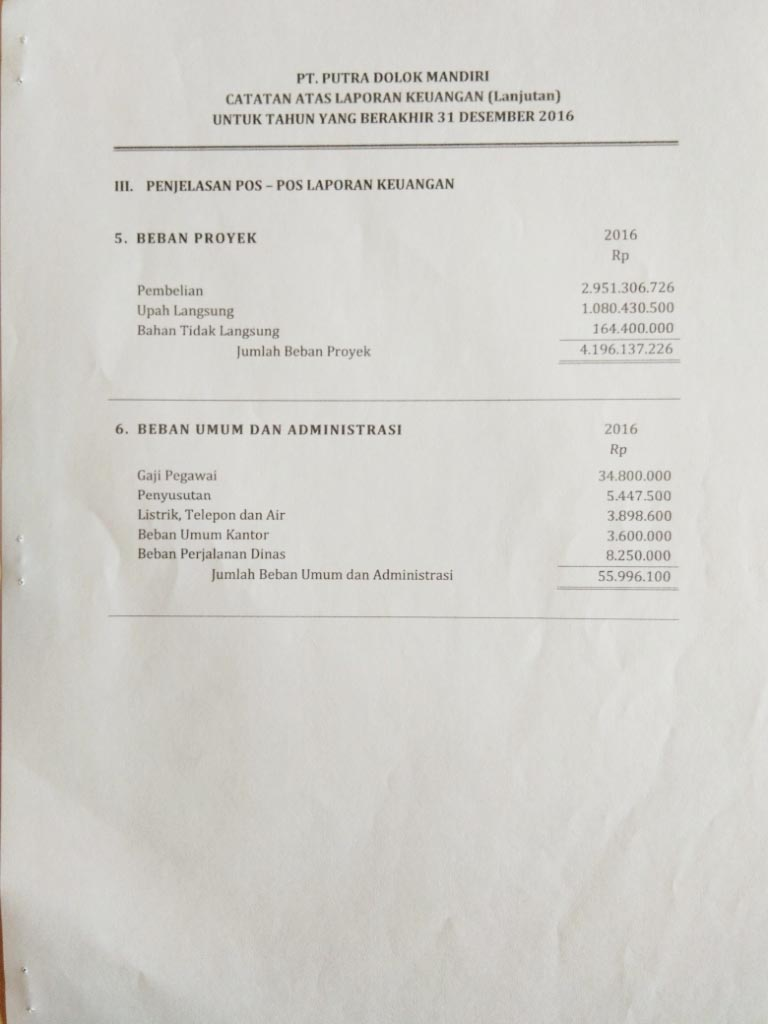 PT. PUTRA DOLOK MANDIRI
CATATAN ATAS LAPORAN KEUANGAN (Lanjutan)
UNTUK TAHUN YANG BERAKHIR 31 DESEMBER 2016
III. PENJELASAN POS – POS LAPORAN KEUANGAN
5. BEBAN PROYEK 2016
Rp
Pembelian 2.951.306.726
Upah Langsung 1.080.430.500
Bahan Tidak Langsung 164.400.000
Jumlah Beban Proyek 4.196.137.226
6. BEBAN UMUM DAN ADMINISTRASI 2016
Rp
Gaji Pegawai 34.800.000
Penyusutan 5.447.500
Listrik, Telepon dan Air 3.898.600
Beban Umum Kantor 3.600.000
Beban Perjalanan Dinas 8.250.000
Jumlah Beban Umum dan Administrasi 55.996.100